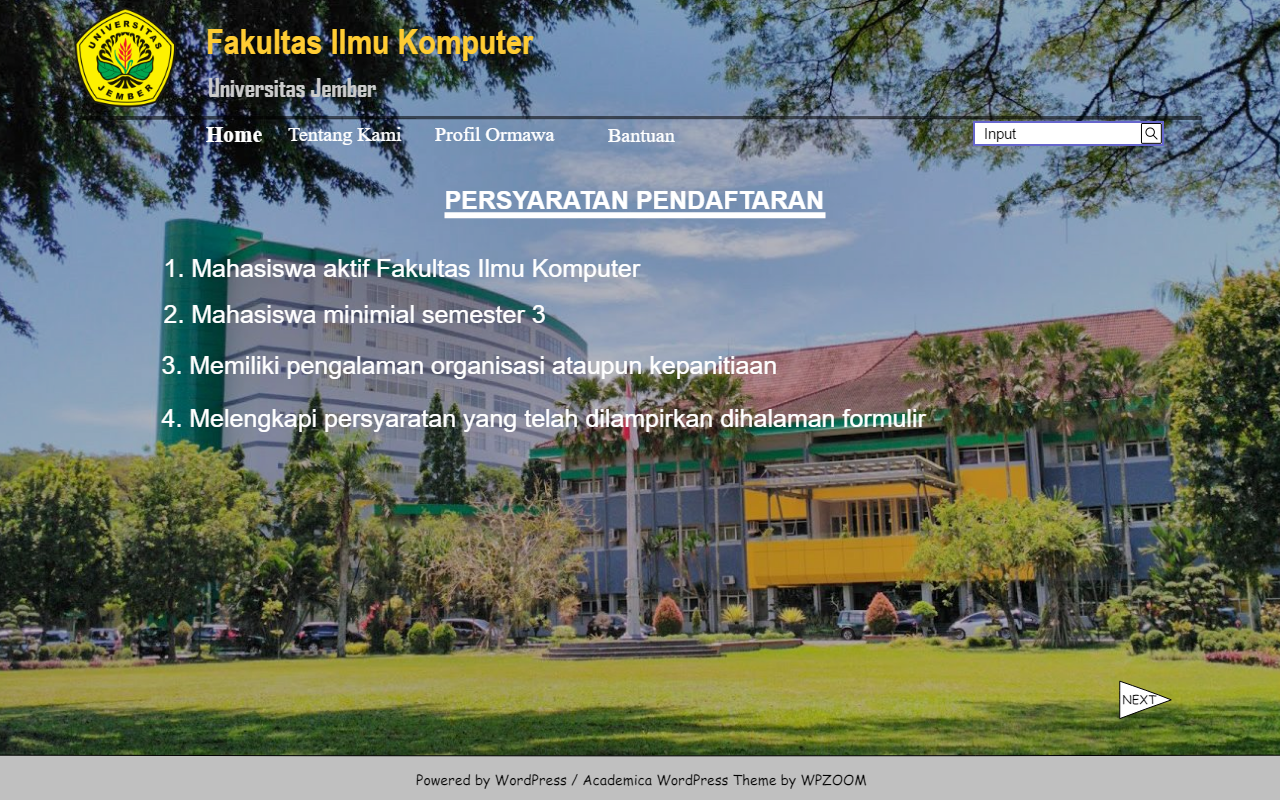 UNIVERSITAS
JEMBER
Fakultas Ilmu Komputer
Universitas Jember
Home Tentang Kami Profil Ormawa Bantuan Input
PERSYARATAN PENDAFTARAN
1. Mahasiswa aktif Fakultas Ilmu Komputer
2. Mahasiswa minimial semester 3
3. Memiliki pengalaman organisasi ataupun kepanitiaan
4. Melengkapi persyaratan yang telah dilampirkan dihalaman formulir
NEXT
Powered by WordPress / Academica WordPress Theme by WPZOOM